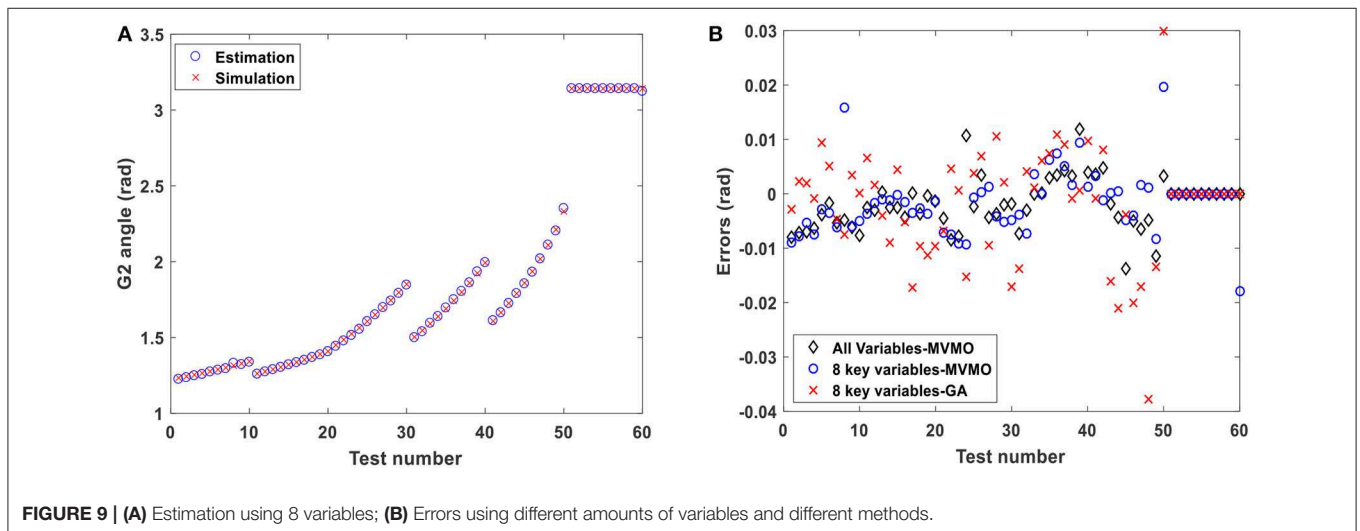 A
3.5
3
2.5
2
1.5
1
G2 angle (rad)
Estimation
Simulation
0
10
20
30
40
50
60
Test number
B
0.03
0.02
0.01
0
-0.01
-0.02
-0.03
-0.04
Errors (rad)
All Variables-MVMO
8 key variables-MVMO
8 key variables-GA
0
10
20
30
40
50
60
Test number
FIGURE 9 | (A) Estimation using 8 variables; (B) Errors using different amounts of variables and different methods.